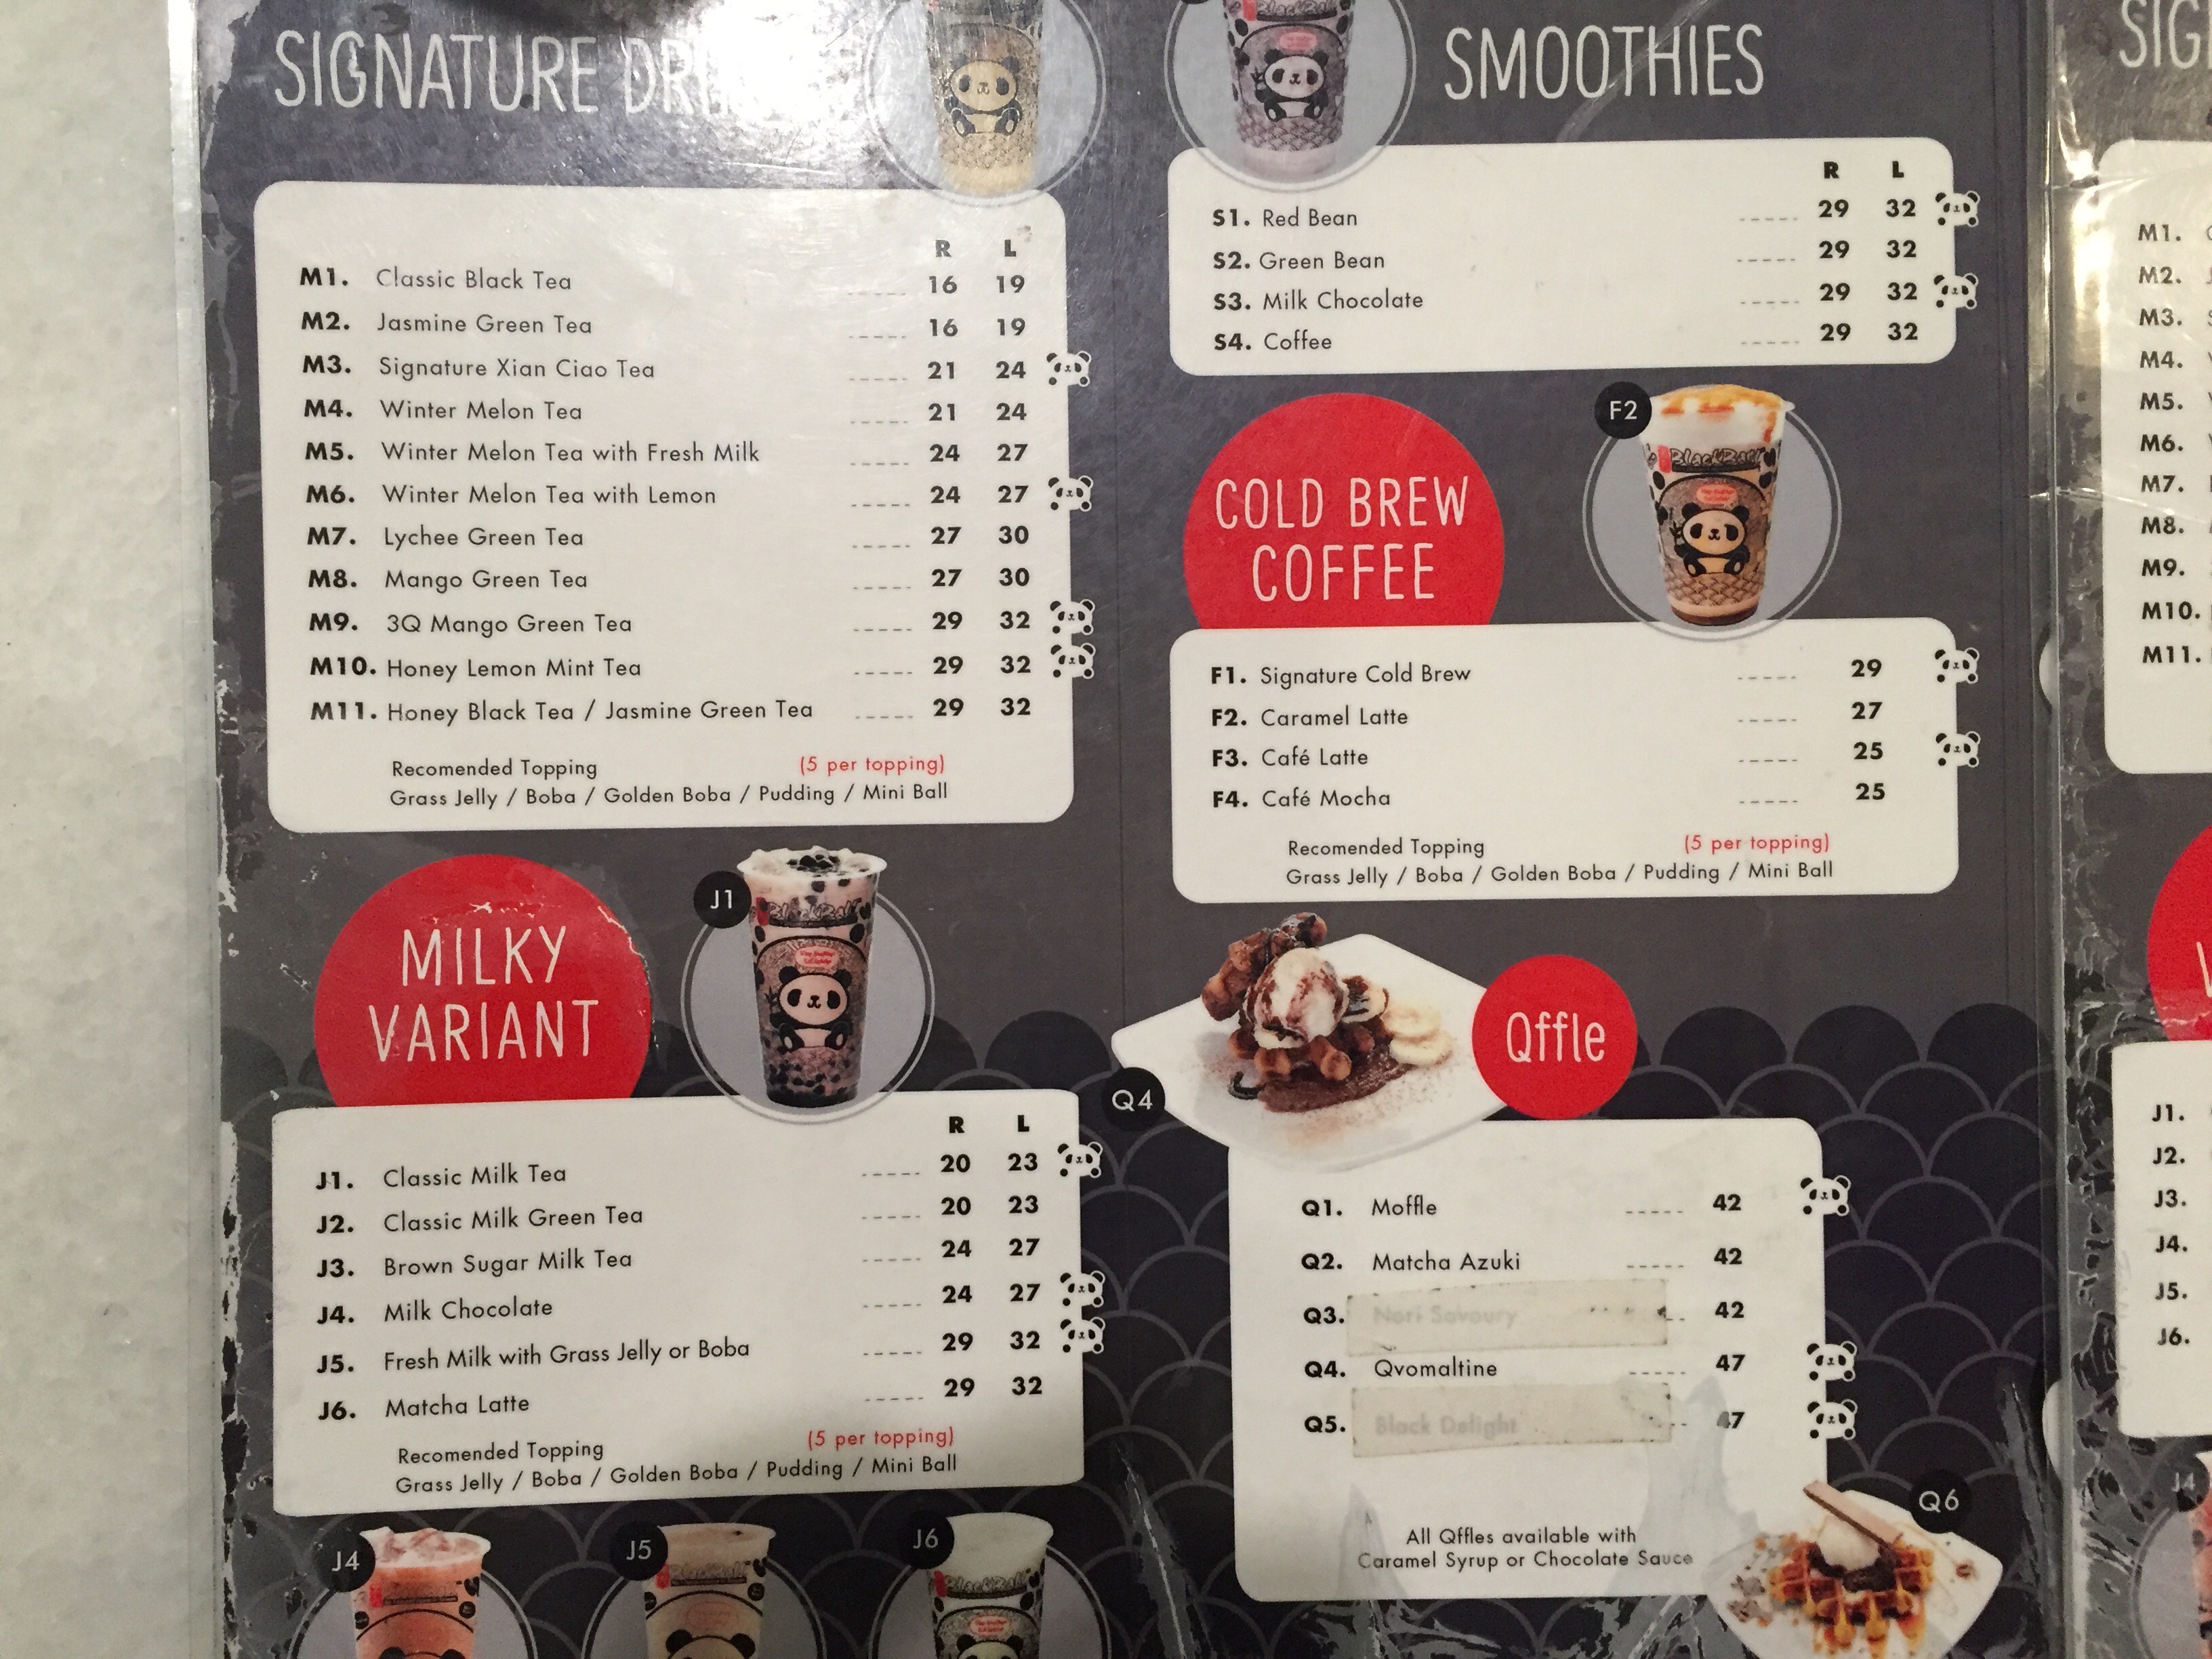 SIGNATURE
R L
M1. Classic Black Tea ----- 16 19
M2. Jasmine Green Tea ----- 16 19
M3. Signature Xian Ciao Tea ----- 21 24
M4. Winter Melon Tea ----- 21 24
M5. Winter Melon Tea with Fresh Milk ----- 24 27
M6. Winter Melon Tea with Lemon ----- 24 27
M7. Lychee Green Tea ----- 27 30
M8. Mango Green Tea ----- 27 30
M9. 3Q Mango Green Tea ----- 29 32
M10. Honey Lemon Mint Tea ----- 29 32
M11. Honey Black Tea / Jasmine Green Tea ----- 29 32
Recomended Topping (5 per topping)
Grass Jelly / Boba / Golden Boba / Pudding / Mini Ball
MILKY
VARIANT
J1
BlackBall
R L
J1. Classic Milk Tea ----- 20 23
J2. Classic Milk Green Tea ----- 20 23
J3. Brown Sugar Milk Tea ----- 24 27
J4. Milk Chocolate ----- 24 27
J5. Fresh Milk with Grass Jelly or Boba ----- 29 32
J6. Matcha Latte ----- 29 32
Recomended Topping (5 per topping)
Grass Jelly / Boba / Golden Boba / Pudding / Mini Ball
J4
J5
J6
BlackBall
SMOOTHIES
R L
S1. Red Bean ----- 29 32
S2. Green Bean ----- 29 32
S3. Milk Chocolate ----- 29 32
S4. Coffee ----- 29 32
COLD BREW
COFFEE
F2
BlackBall
F1. Signature Cold Brew ----- 29
F2. Caramel Latte ----- 27
F3. Café Latte ----- 25
F4. Café Mocha ----- 25
Recomended Topping (5 per topping)
Grass Jelly / Boba / Golden Boba / Pudding / Mini Ball
Q4
Qffle
Q1. Moffle ----- 42
Q2. Matcha Azuki ----- 42
Q3. Nori Savoury 42
Q4. Qvomaltine ----- 47
Q5. Black Delight 47
All Qffles available with
Caramel Syrup or Chocolate Sauce
Q6
SIG
M1.
M2.
M3.
M4.
M5.
M6.
M7.
M8.
M9.
M10.
M11.
J1.
J2.
J3.
J4.
J5.
J6.
J4